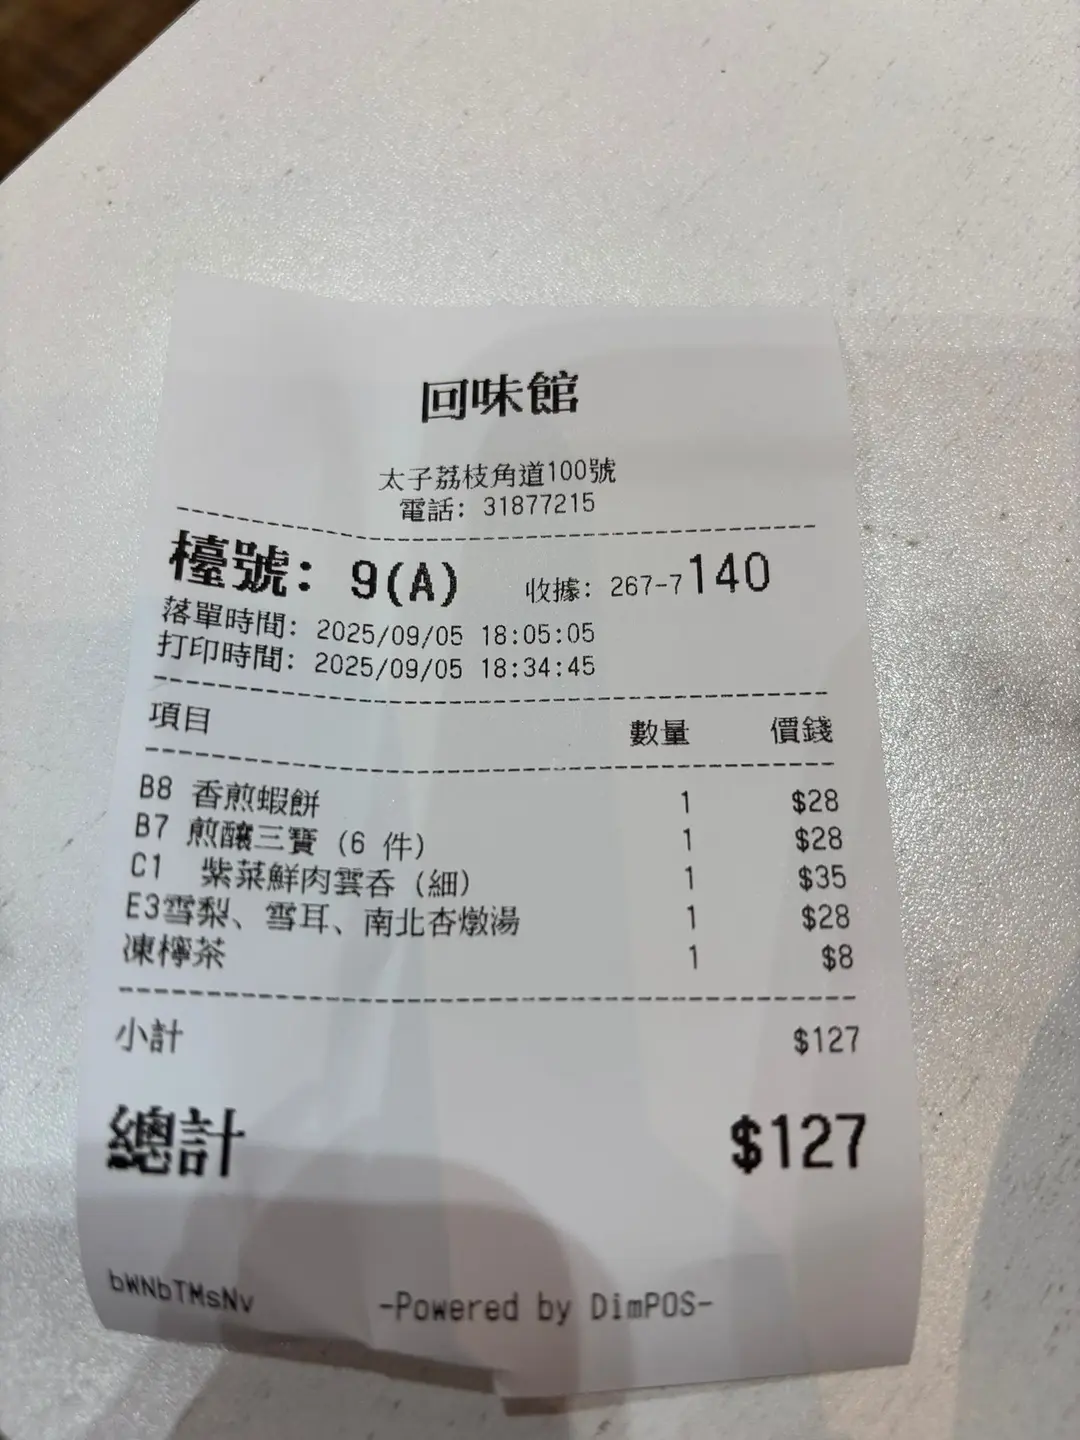 回味館
太子荔枝角道100號
電話: 31877215
檯號: 9(A) 收據: 267-7140
落單時間: 2025/09/05 18:05:05
打印時間: 2025/09/05 18:34:45
項目 數量 價錢
B8 香煎蝦餅 1 $28
B7 煎釀三寶 (6 件) 1 $28
C1 紫菜鮮肉雲吞 (細) 1 $35
E3雪梨、雪耳、南北杏燉湯 1 $28
凍檸茶 1 $8
小計 $127
總計 $127
bWNbTMsNv -Powered by DimPOS-